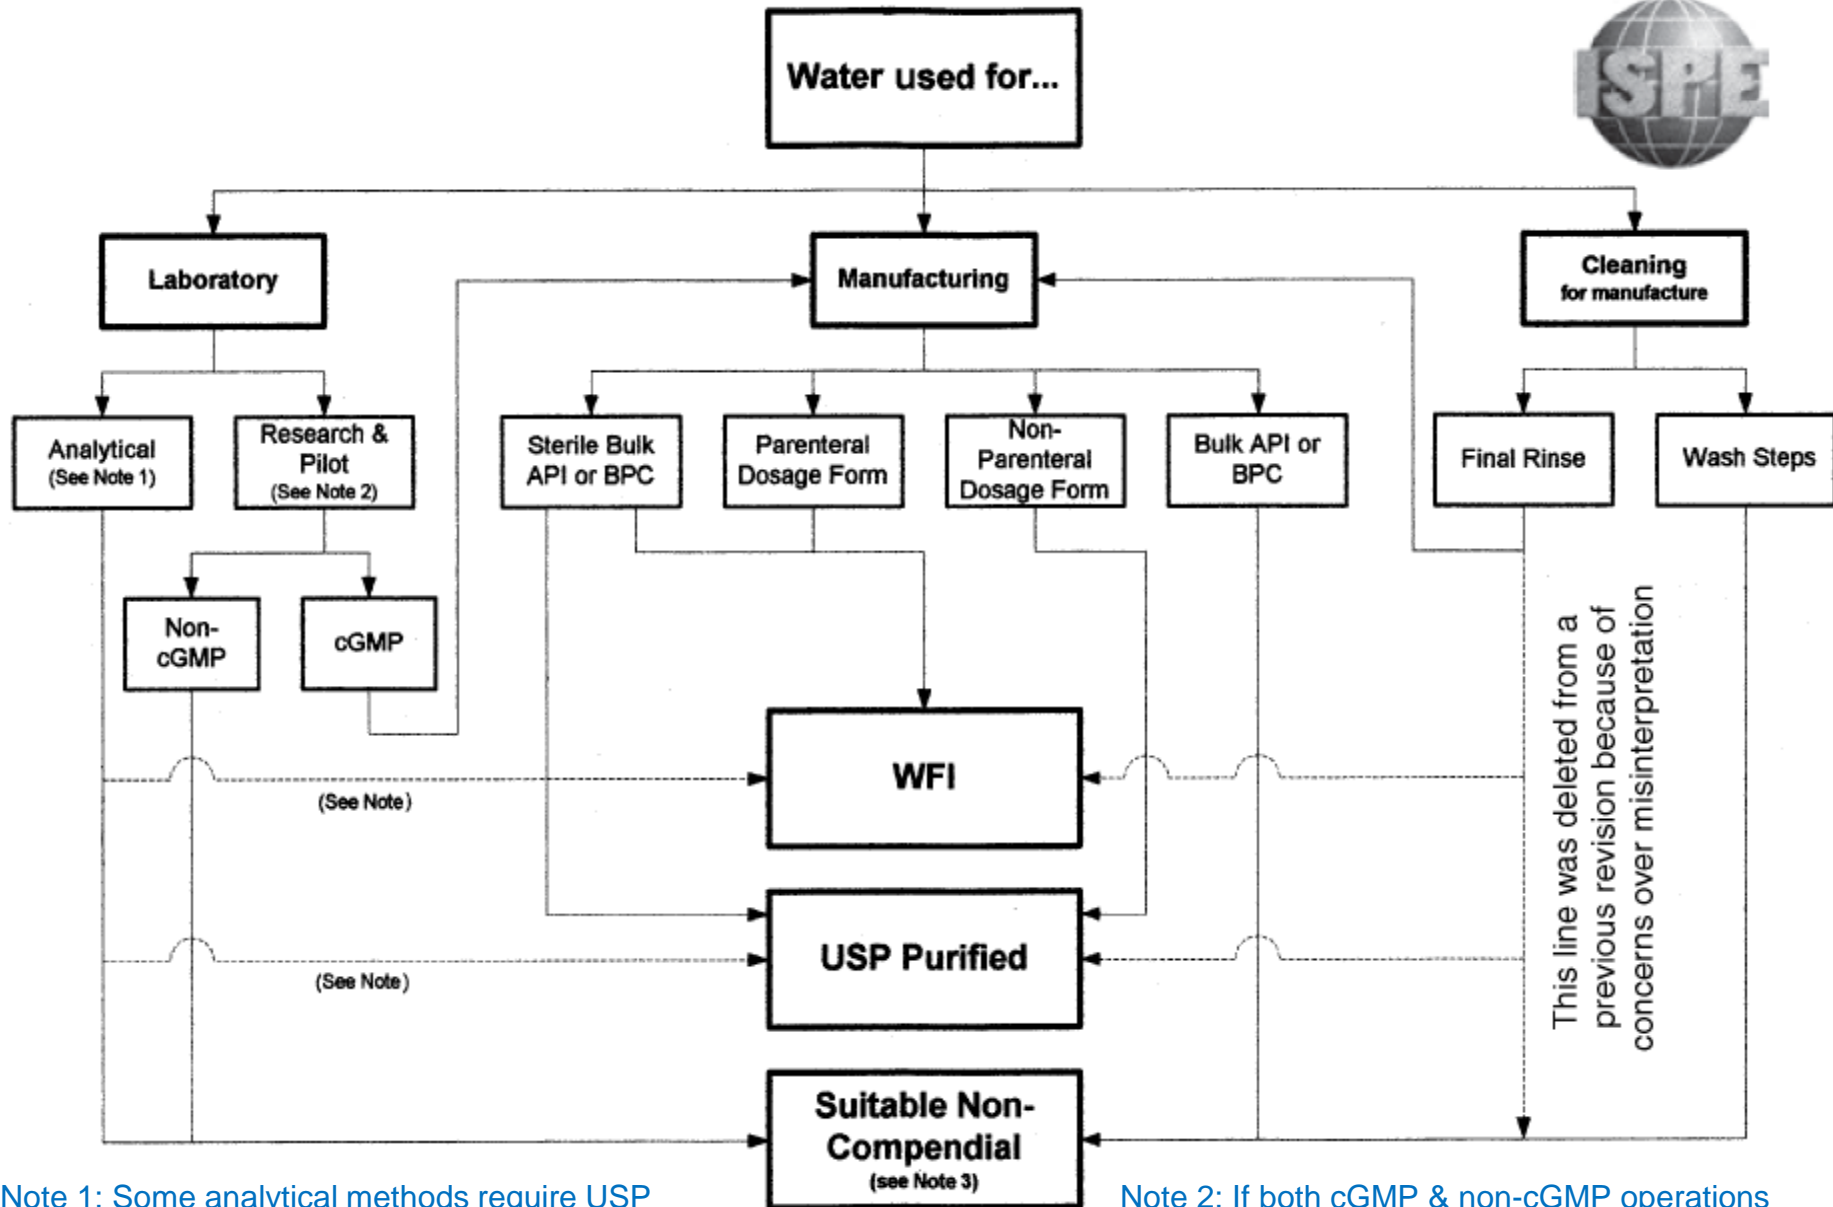 Water used for...
ISPE
Laboratory
Manufacturing
Cleaning
for manufacture
Analytical
(See Note 1)
Research &
Pilot
(See Note 2)
Sterile Bulk
API or BPC
Parenteral
Dosage Form
Non-
Parenteral
Dosage Form
Bulk API or
BPC
Final Rinse
Wash Steps
Non-
cGMP
cGMP
This line was deleted from a
previous revision because of
concerns over misinterpretation
WFI
(See Note)
USP Purified
(See Note)
Suitable Non-
Compendial
(see Note 3)
Note 1: Some analytical methods require USP
Note 2: If both cGMP & non-cGMP operations